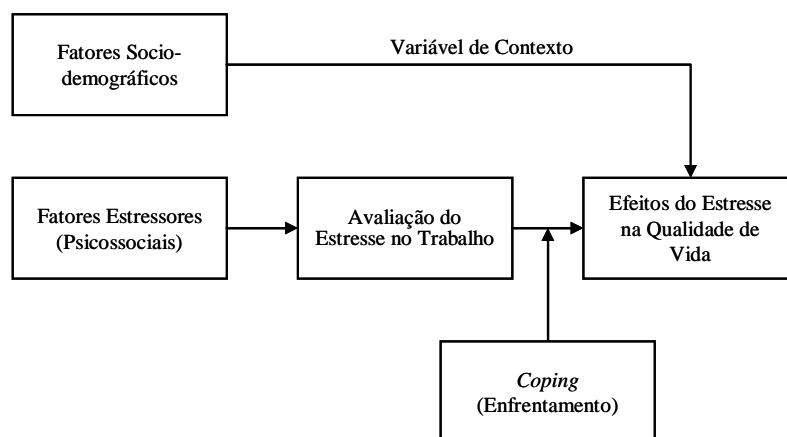 Fatores Socio-
demográficos
Variável de Contexto
Fatores Estressores
(Psicossociais)
Avaliação do
Estresse no Trabalho
Efeitos do Estresse
na Qualidade de
Vida
Coping
(Enfrentamento)